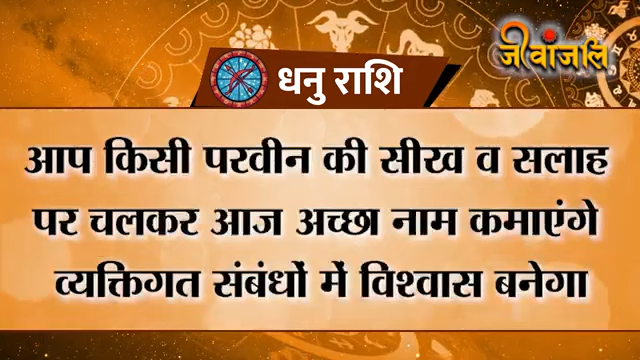 जीवांजलि
धनु राशि
आप किसी परवीन की सीख व सलाह
पर चलकर आज अच्छा नाम कमाएंगे
व्यक्तिगत संबंधों में विश्वास बनेगा